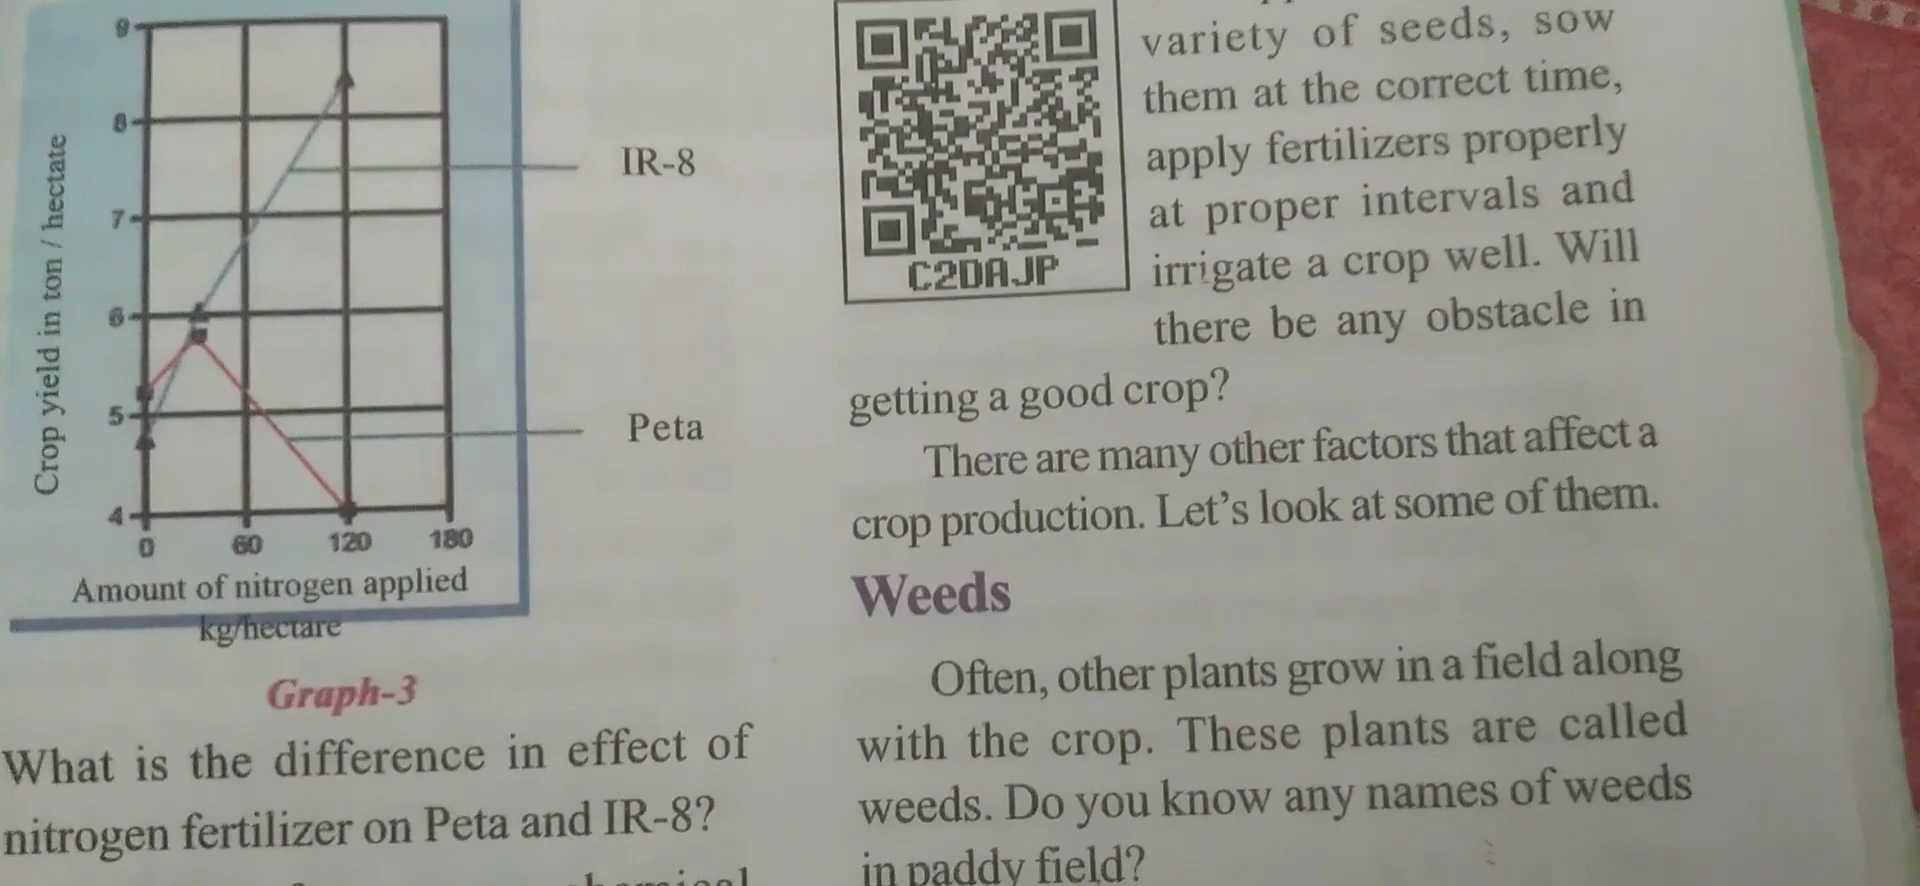 Crop yield in ton / hectate
9
8
7
6
5
4
0 60 120 180
IR-8
Peta
Amount of nitrogen applied
kg/hectare
Graph-3
What is the difference in effect of
nitrogen fertilizer on Peta and IR-8?
C2DAJP
variety of seeds, sow
them at the correct time,
apply fertilizers properly
at proper intervals and
irrigate a crop well. Will
there be any obstacle in
getting a good crop?
There are many other factors that affect a
crop production. Let's look at some of them.
Weeds
Often, other plants grow in a field along
with the crop. These plants are called
weeds. Do you know any names of weeds
in paddy field?